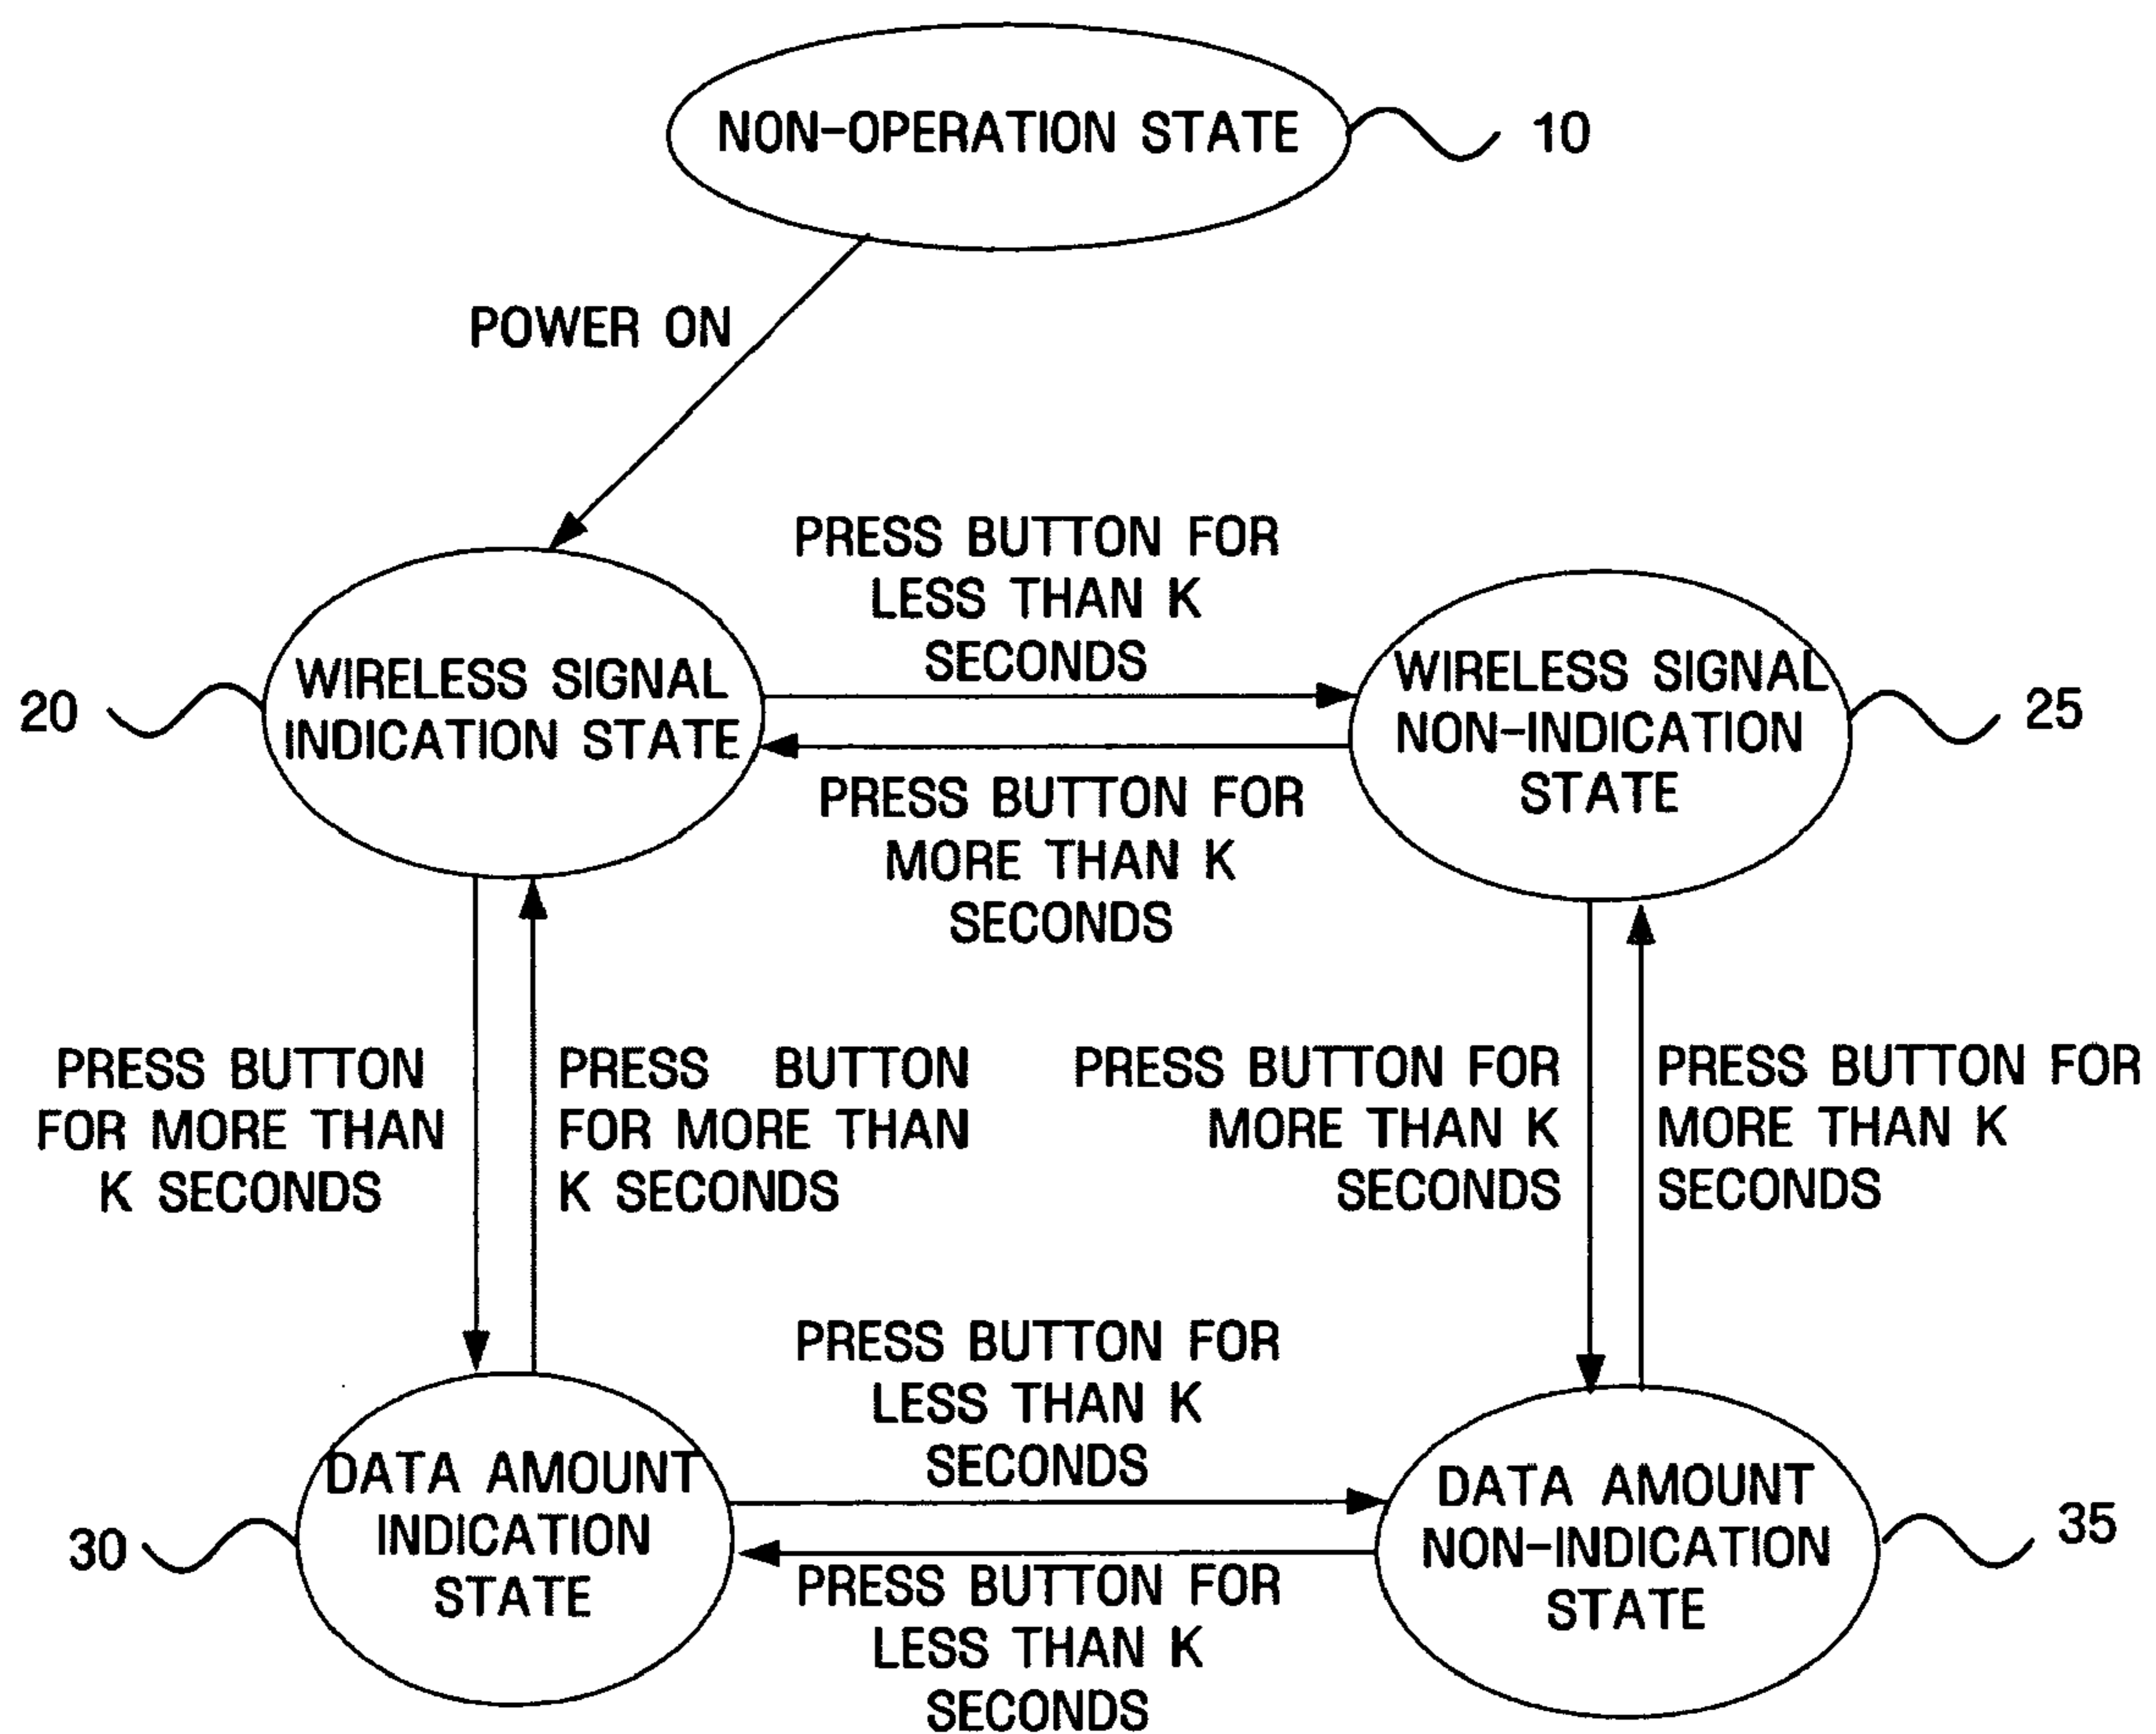 NON-OPERATION STATE
10
POWER ON
PRESS BUTTON FOR
LESS THAN K
SECONDS
20
WIRELESS SIGNAL
INDICATION STATE
WIRELESS SIGNAL
NON-INDICATION
STATE
25
PRESS BUTTON FOR
MORE THAN K
SECONDS
PRESS BUTTON
FOR MORE THAN
K SECONDS
PRESS BUTTON
FOR MORE THAN
K SECONDS
PRESS BUTTON FOR
MORE THAN K
SECONDS
PRESS BUTTON FOR
MORE THAN K
SECONDS
PRESS BUTTON FOR
LESS THAN K
SECONDS
30
DATA AMOUNT
INDICATION
STATE
DATA AMOUNT
NON-INDICATION
STATE
35
PRESS BUTTON FOR
LESS THAN K
SECONDS